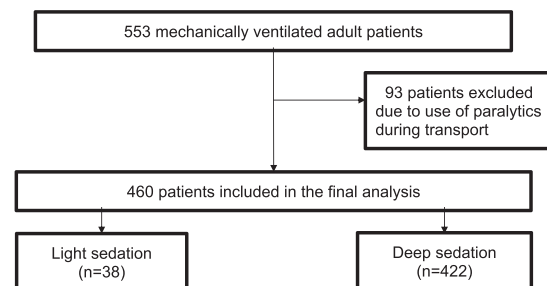 553 mechanically ventilated adult patients
93 patients excluded
due to use of paralytics
during transport
460 patients included in the final analysis
Light sedation
(n=38)
Deep sedation
(n=422)